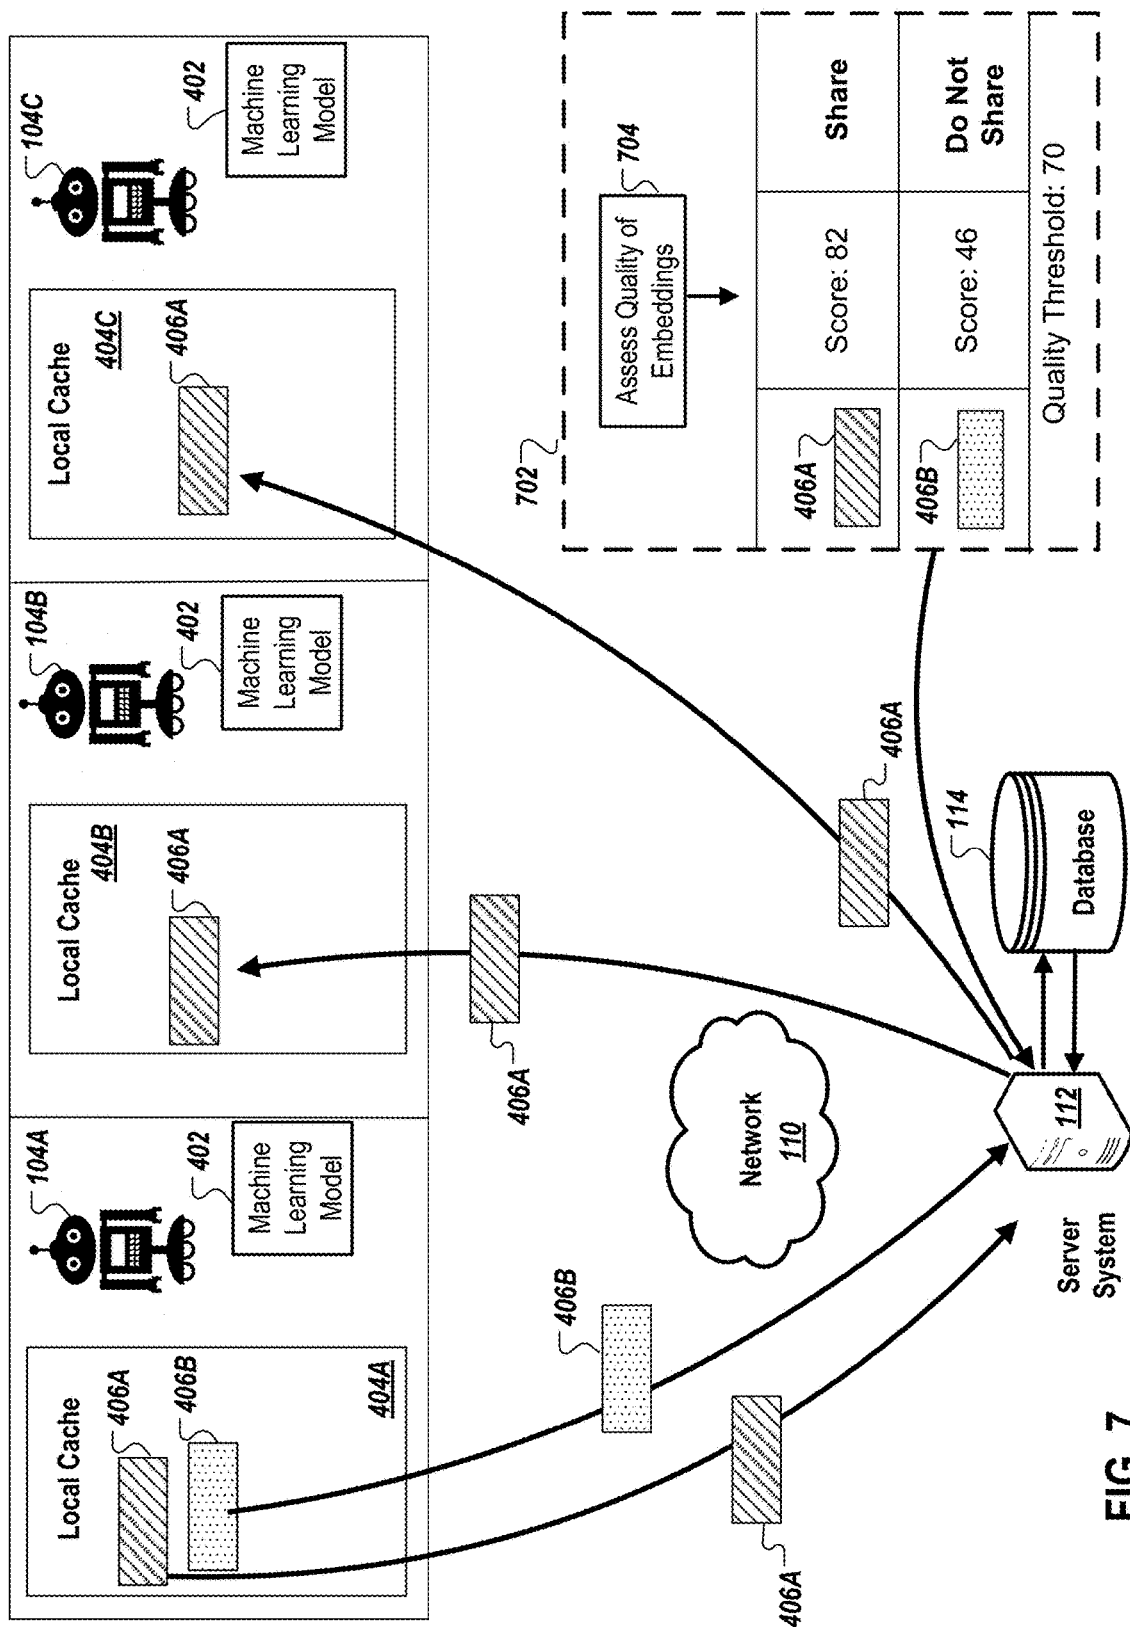 Local Cache
406A
406B
404A
104A
402
Machine
Learning
Model
Local Cache
404B
406A
104B
402
Machine
Learning
Model
Local Cache
404C
406A
104C
402
Machine
Learning
Model
406A
406B
406A
406A
Network
110
Server
System
112
114
Database
702
Assess Quality of
Embeddings
704
406A
Score: 82
Share
406B
Score: 46
Do Not
Share
Quality Threshold: 70
FIG. 7